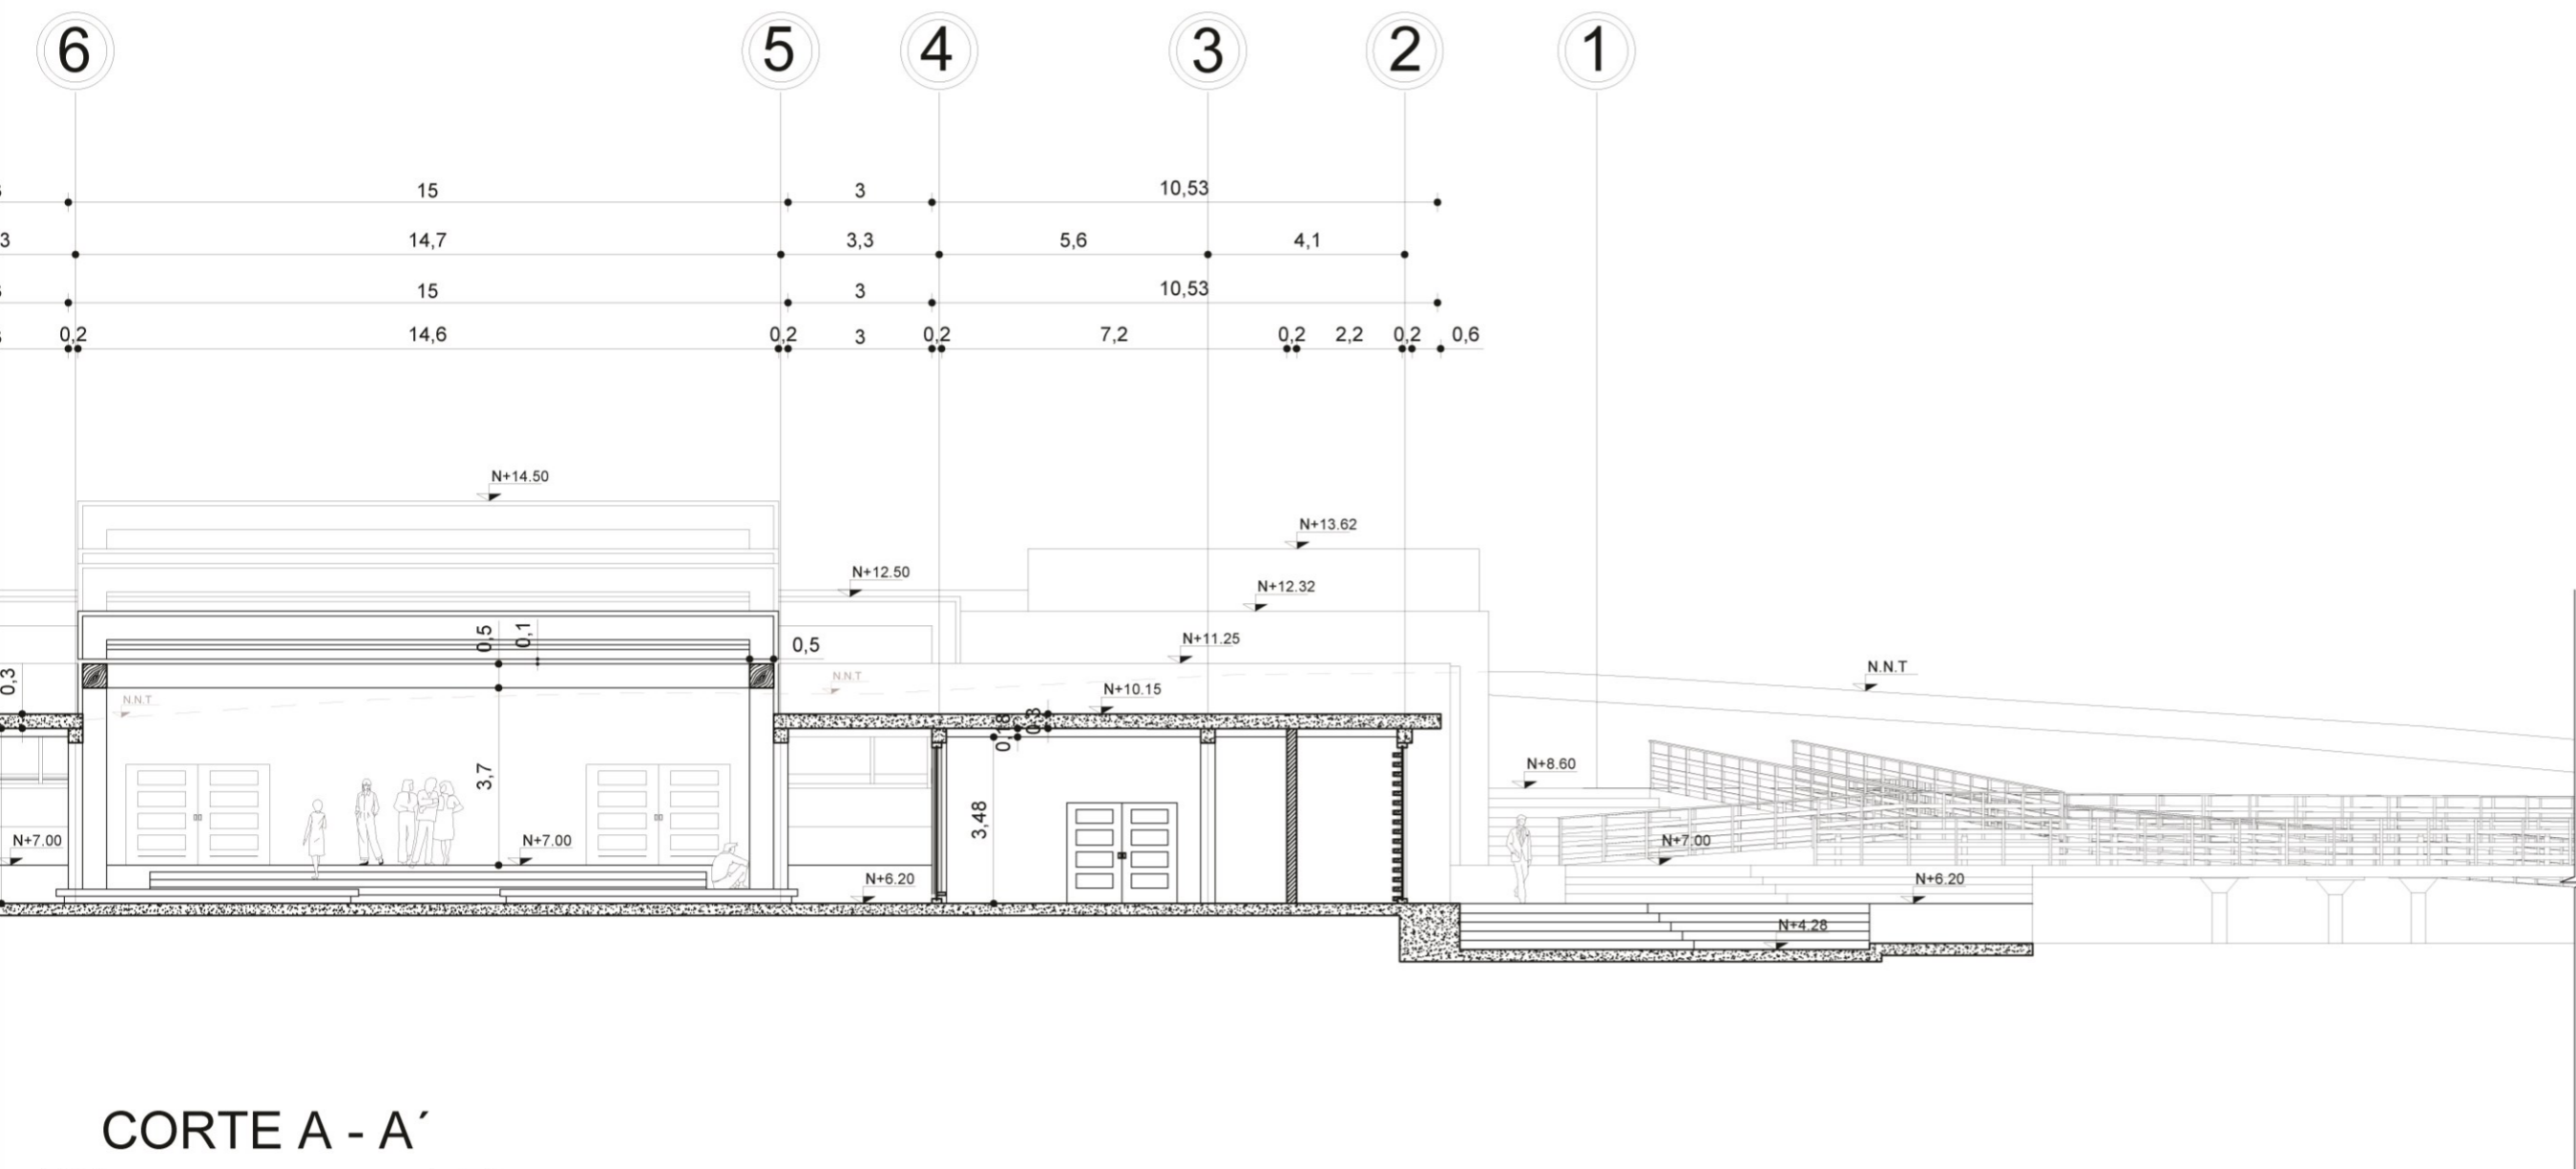 6 5 4 3 2 1
15 3 10,53
3 14,7 3,3 5,6 4,1
15 3 10,53
0,2 14,6 0,2 3 0,2 7,2 0,2 2,2 0,2 0,6
N+14.50
N+13.62
N+12.50
N+12.32
0,5 0,1 0,5 N+11.25
0,3 N.N.T N.N.T N.N.T
N+10.15
0,18 0,3
3,7 N+8.60
3,48
N+7.00 N+7.00 N+7.00
N+6.20 N+6.20
N+4.28
CORTE A - A´